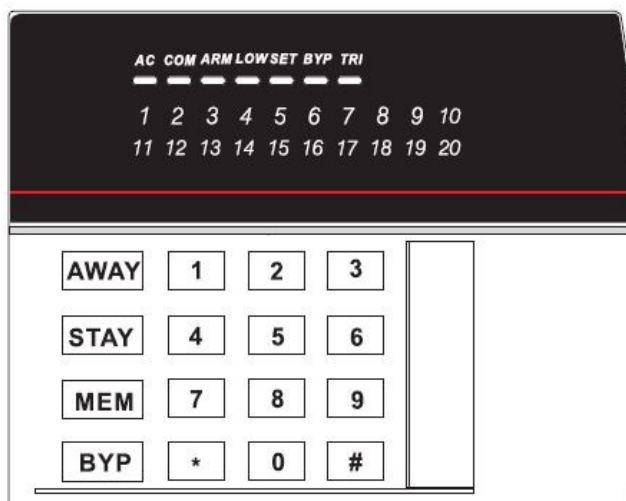 AC COM ARM LOW SET BYP TRI
1 2 3 4 5 6 7 8 9 10
11 12 13 14 15 16 17 18 19 20
AWAY 1 2 3
STAY 4 5 6
MEM 7 8 9
BYP * 0 #